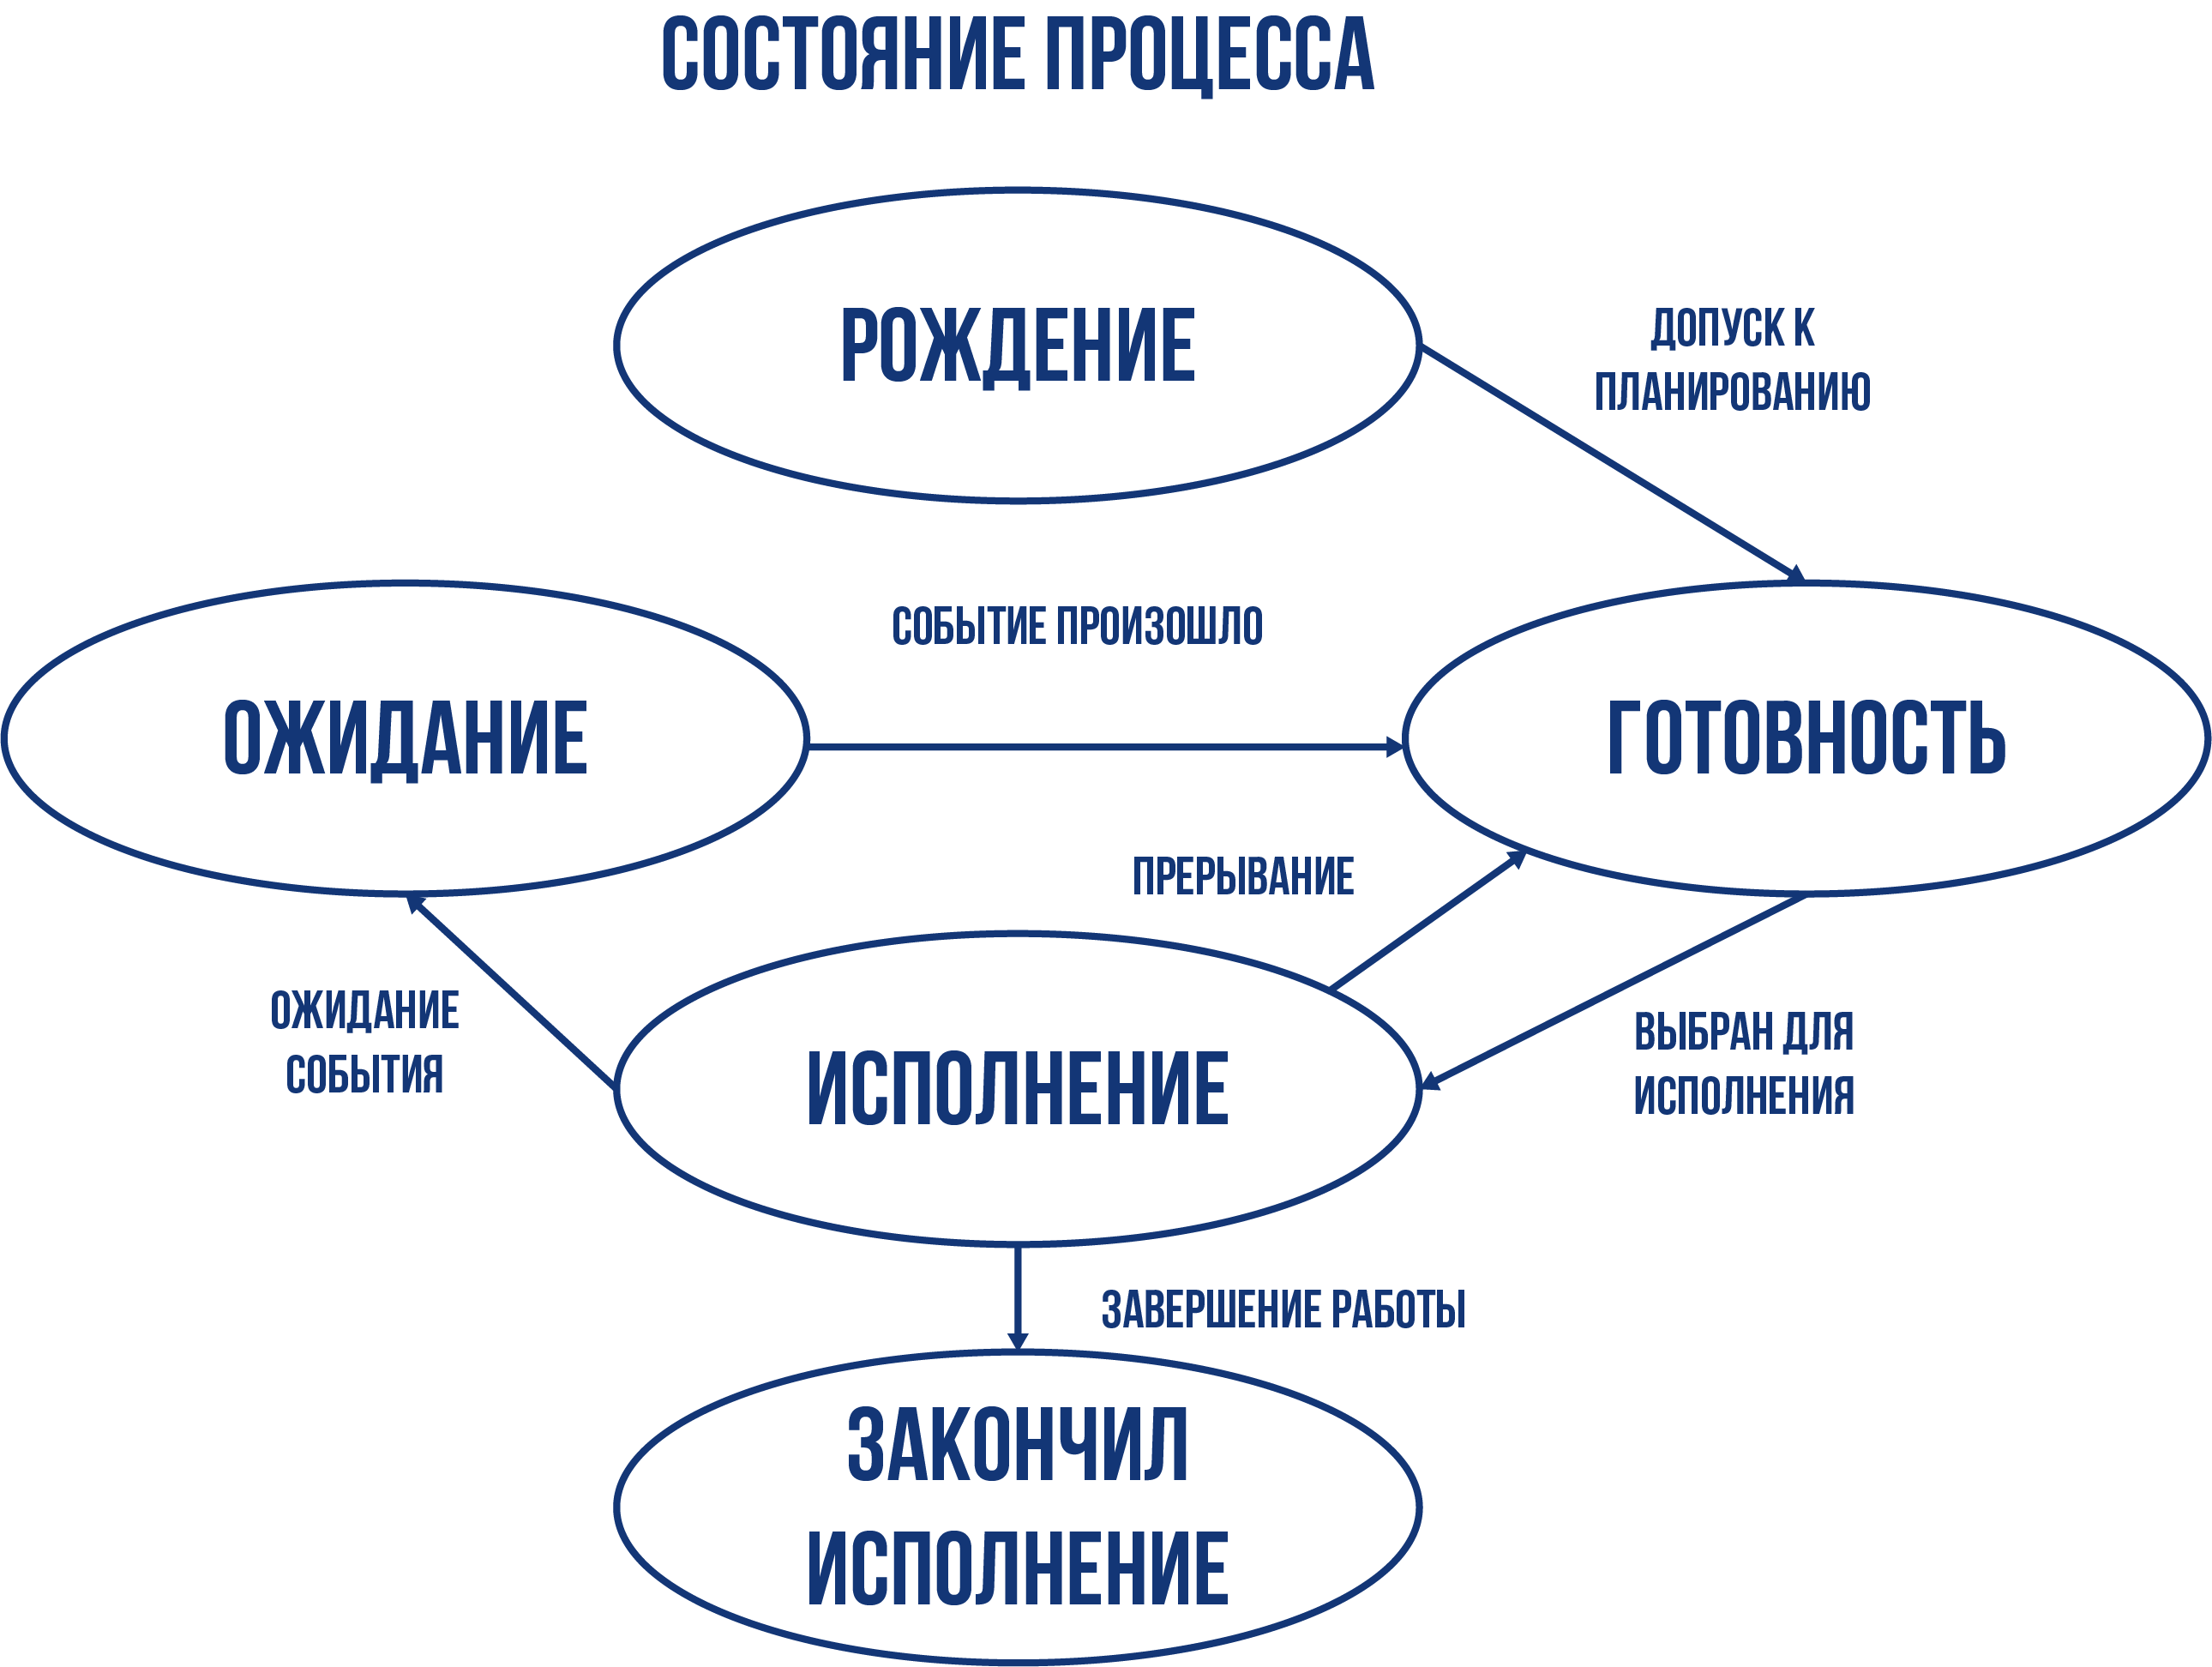 СОСТОЯНИЕ ПРОЦЕССА
РОЖДЕНИЕ
ДОПУСК К
ПЛАНИРОВАНИЮ
СОБЫТИЕ ПРОИЗОШЛО
ОЖИДАНИЕ
ГОТОВНОСТЬ
ПРЕРЫВАНИЕ
ОЖИДАНИЕ
СОБЫТИЯ
ИСПОЛНЕНИЕ
ВЫБРАН ДЛЯ
ИСПОЛНЕНИЯ
ЗАВЕРШЕНИЕ РАБОТЫ
ЗАКОНЧИЛ
ИСПОЛНЕНИЕ